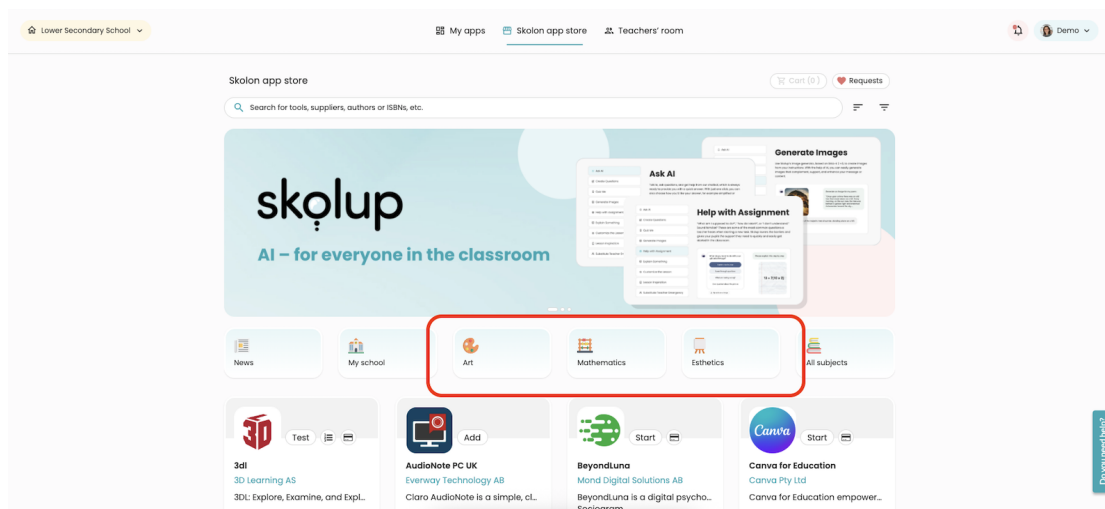 Lower Secondary School
My apps
Skolon app store
Teachers' room
Demo
Skolon app store
Cart (0)
Requests
Search for tools, suppliers, authors or ISBNs, etc.
skolup
AI – for everyone in the classroom
Ask AI
Generate Images
Help with Assignment
News
My school
Art
Mathematics
Esthetics
All subjects
3D
Test
Add
Start
Canva
Start
3dl
AudioNote PC UK
BeyondLuna
Canva for Education
3D Learning AS
Everway Technology AB
Mond Digital Solutions AB
Canva Pty Ltd
3DL: Explore, Examine, and Expl...
Claro AudioNote is a simple, cl...
BeyondLuna is a digital psycho...
Canva for Education empower...
Sociogram
Do you need help?